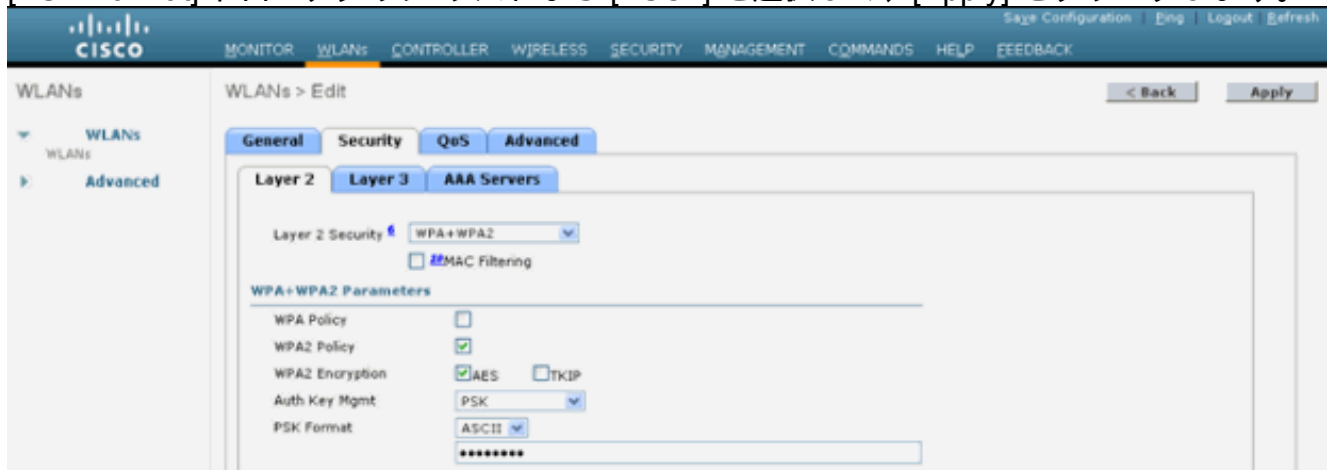 Save Configuration | Ping | Logout | Refresh
CISCO
MONITOR WLANs CONTROLLER WIRELESS SECURITY MANAGEMENT COMMANDS HELP FEEDBACK
WLANs
WLANs > Edit
< Back Apply
WLANs
WLANs
Advanced
General Security QoS Advanced
Layer 2 Layer 3 AAA Servers
Layer 2 Security 6 WPA+WPA2
MAC Filtering
WPA+WPA2 Parameters
WPA Policy
WPA2 Policy
WPA2 Encryption AES TKIP
Auth Key Mgmt PSK
PSK Format ASCII
••••••••